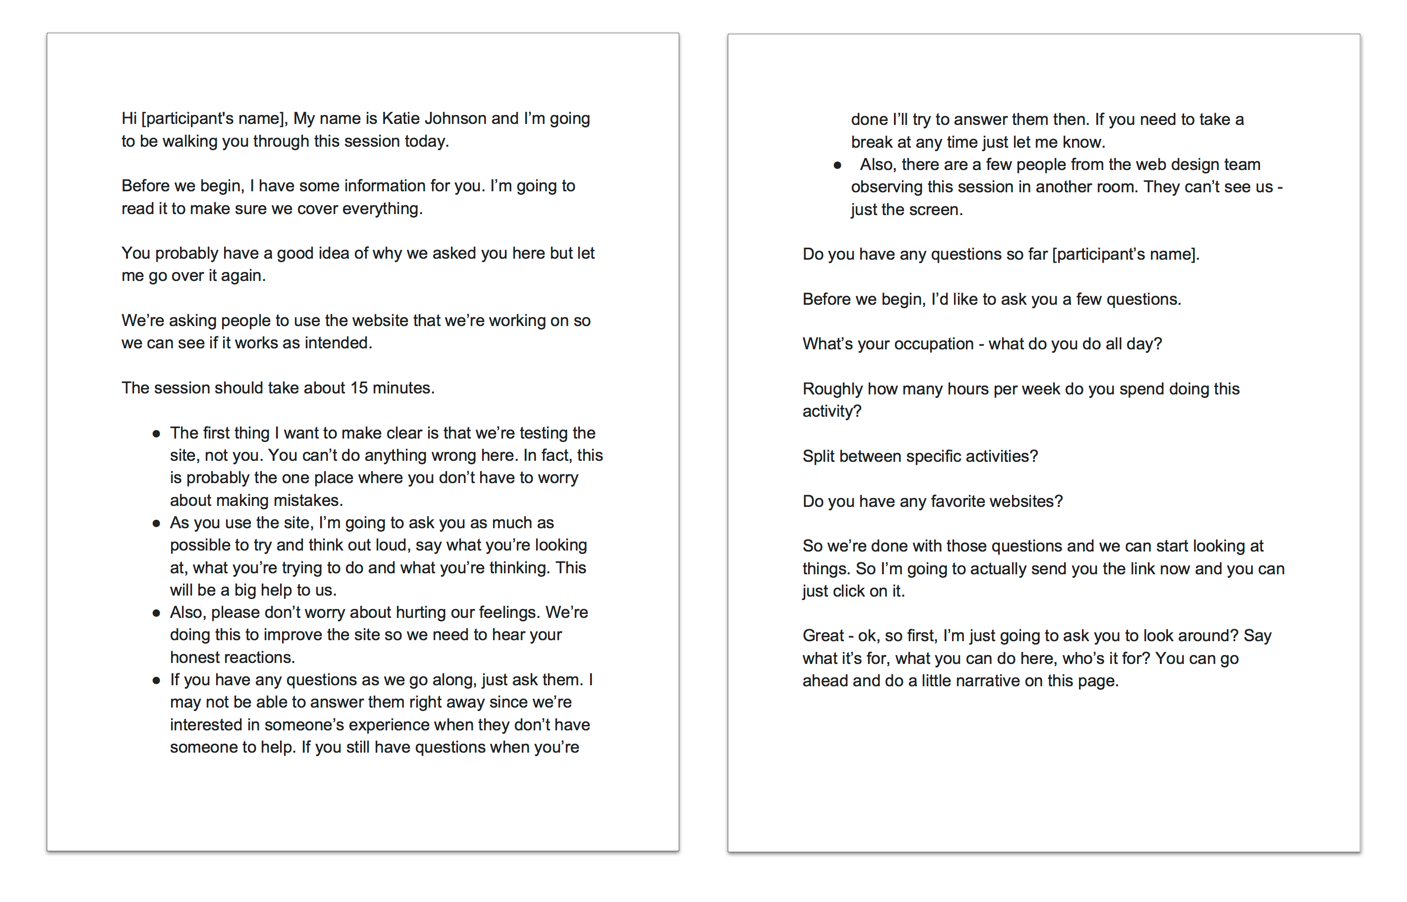 Hi [participant's name], My name is Katie Johnson and I’m going
to be walking you through this session today.
Before we begin, I have some information for you. I’m going to
read it to make sure we cover everything.
You probably have a good idea of why we asked you here but let
me go over it again.
We’re asking people to use the website that we’re working on so
we can see if it works as intended.
The session should take about 15 minutes.
● The first thing I want to make clear is that we’re testing the
site, not you. You can’t do anything wrong here. In fact, this
is probably the one place where you don’t have to worry
about making mistakes.
● As you use the site, I’m going to ask you as much as
possible to try and think out loud, say what you’re looking
at, what you’re trying to do and what you’re thinking. This
will be a big help to us.
● Also, please don’t worry about hurting our feelings. We’re
doing this to improve the site so we need to hear your
honest reactions.
● If you have any questions as we go along, just ask them. I
may not be able to answer them right away since we’re
interested in someone’s experience when they don’t have
someone to help. If you still have questions when you’re
done I’ll try to answer them then. If you need to take a
break at any time just let me know.
● Also, there are a few people from the web design team
observing this session in another room. They can’t see us -
just the screen.
Do you have any questions so far [participant’s name].
Before we begin, I’d like to ask you a few questions.
What’s your occupation - what do you do all day?
Roughly how many hours per week do you spend doing this
activity?
Split between specific activities?
Do you have any favorite websites?
So we’re done with those questions and we can start looking at
things. So I’m going to actually send you the link now and you can
just click on it.
Great - ok, so first, I’m just going to ask you to look around? Say
what it’s for, what you can do here, who’s it for? You can go
ahead and do a little narrative on this page.